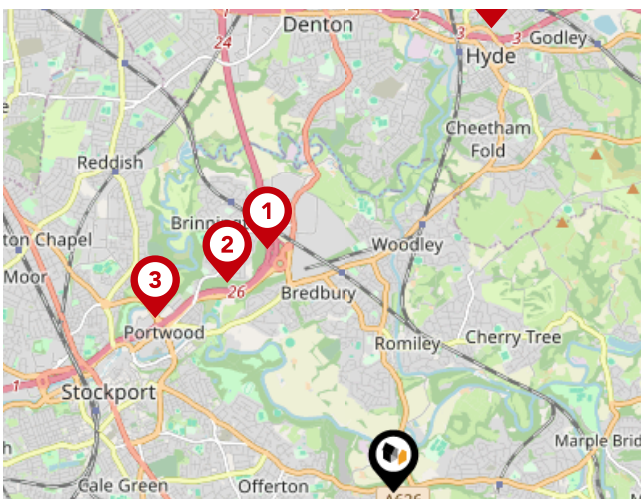 Denton
2
3
3
Godley
24
Hyde
Cheetham
Fold
Reddish
1
Brinnin
ton Chapel
2
Woodley
Moor
3
26
Bredbury
Portwood
Romiley
Cherry Tree
1
Stockport
Marple Brid
h
Cale Green
Offerton
A626